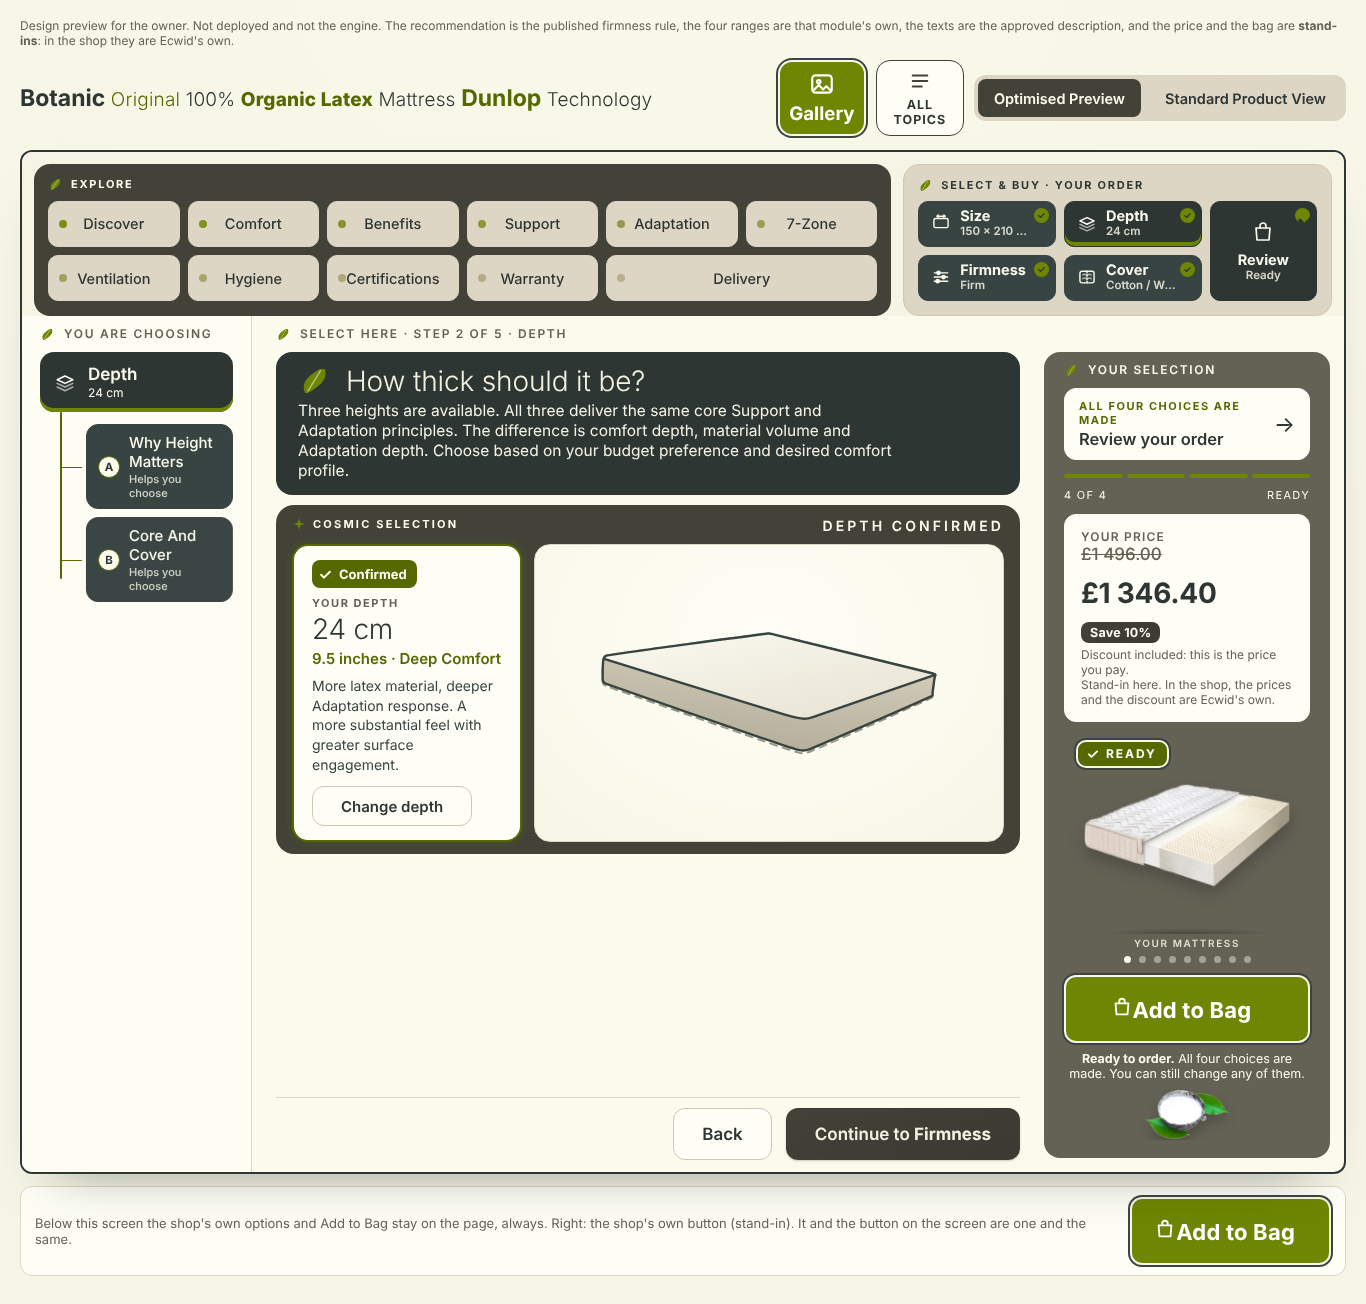 Design preview for the owner. Not deployed and not the engine. The recommendation is the published firmness rule, the four ranges are that module's own, the texts are the approved description, and the price and the bag are stand-
ins: in the shop they are Ecwid's own.
Botanic Original 100% Organic Latex Mattress Dunlop Technology
Gallery
ALL
TOPICS
Optimised Preview
Standard Product View
EXPLORE
Discover
Comfort
Benefits
Support
Adaptation
7-Zone
Ventilation
Hygiene
Certifications
Warranty
Delivery
SELECT & BUY · YOUR ORDER
Size
150 × 210 ...
Depth
24 cm
Firmness
Firm
Cover
Cotton / W...
Review
Ready
YOU ARE CHOOSING
Depth
24 cm
A
Why Height
Matters
Helps you
choose
B
Core And
Cover
Helps you
choose
SELECT HERE · STEP 2 OF 5 · DEPTH
How thick should it be?
Three heights are available. All three deliver the same core Support and
Adaptation principles. The difference is comfort depth, material volume and
Adaptation depth. Choose based on your budget preference and desired comfort
profile.
COSMIC SELECTION
DEPTH CONFIRMED
Confirmed
YOUR DEPTH
24 cm
9.5 inches · Deep Comfort
More latex material, deeper
Adaptation response. A
more substantial feel with
greater surface
engagement.
Change depth
Back
Continue to Firmness
YOUR SELECTION
ALL FOUR CHOICES ARE
MADE
Review your order
4 OF 4
READY
YOUR PRICE
£1 496.00
£1 346.40
Save 10%
Discount included: this is the price
you pay.
Stand-in here. In the shop, the prices
and the discount are Ecwid's own.
READY
YOUR MATTRESS
Add to Bag
Ready to order. All four choices are
made. You can still change any of them.
Below this screen the shop's own options and Add to Bag stay on the page, always. Right: the shop's own button (stand-in). It and the button on the screen are one and the
same.
Add to Bag